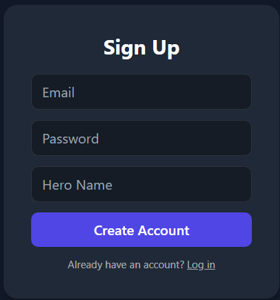 Sign Up
Email
Password
Hero Name
Create Account
Already have an account? Log in